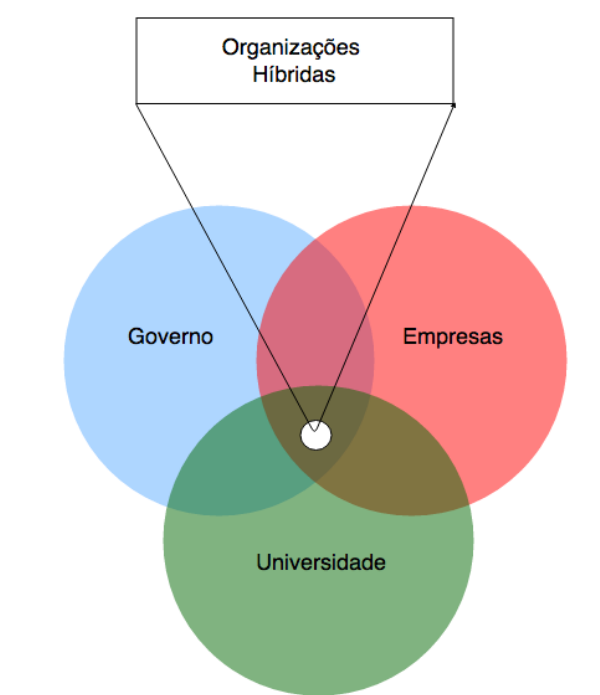 Organizações
Híbridas
Governo
Empresas
Universidade